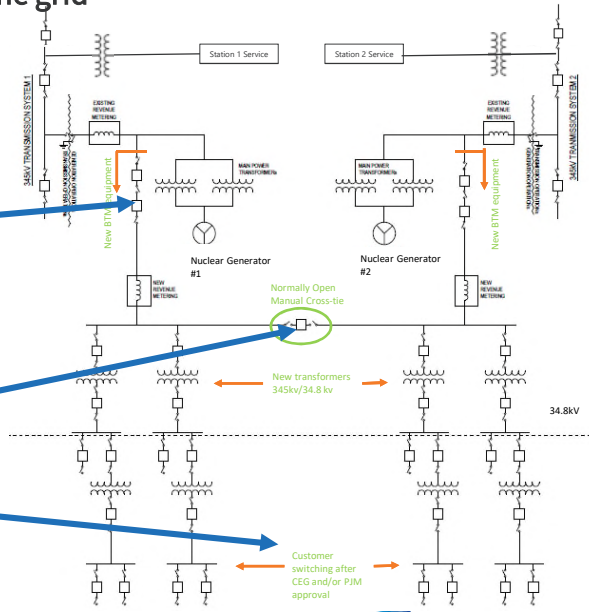 he grid
Station 1 Service
Station 2 Service
345kV TRANSMISSION SYSTEM 1
345kV TRANSMISSION SYSTEM 2
EXISTING
REVENUE
METERING
EXISTING
REVENUE
METERING
New BTM equipment
New BTM equipment
MAIN POWER
TRANSFORMERs
MAIN POWER
TRANSFORMERs
Nuclear Generator
#1
Nuclear Generator
#2
NEW
REVENUE
METERING
NEW
REVENUE
METERING
Normally Open
Manual Cross-tie
New transformers
345kv/34.8 kv
34.8kV
Customer
switching after
CEG and/or PJM
approval